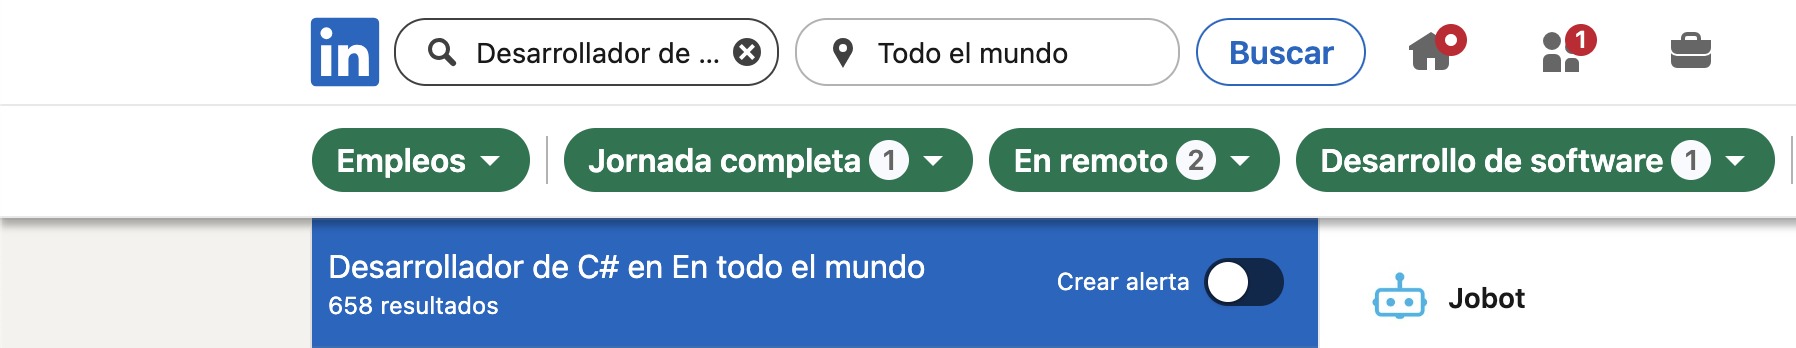 in Desarrollador de ... Todo el mundo Buscar 1
Empleos Jornada completa 1 En remoto 2 Desarrollo de software 1
Desarrollador de C# en En todo el mundo
658 resultados
Crear alerta
Jobot